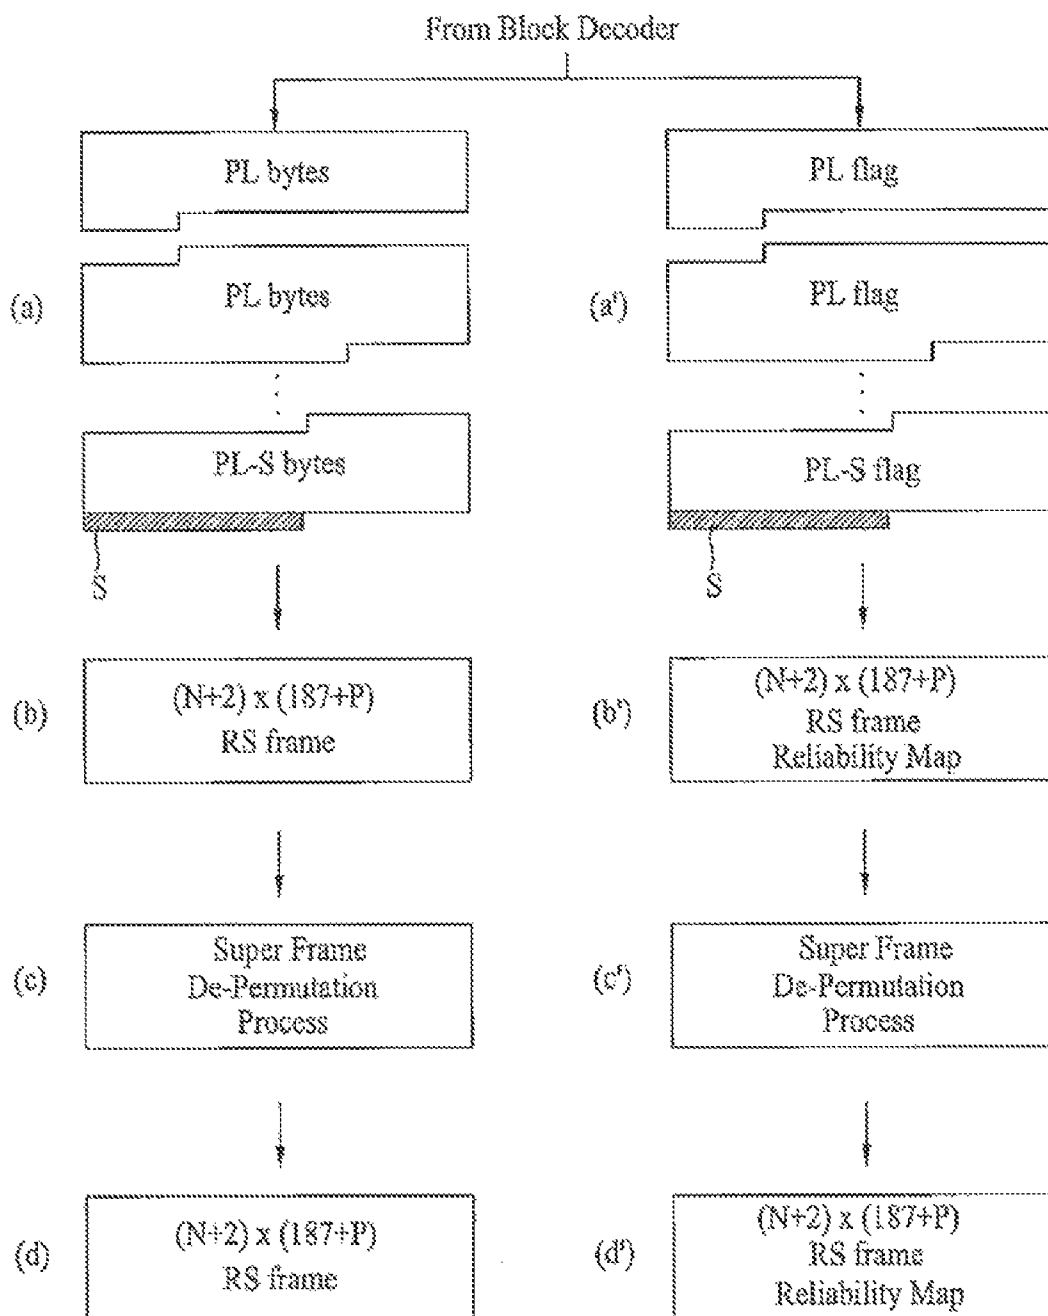 From Block Decoder
PL bytes
PL flag
(a)
PL bytes
(a')
PL flag
PL-S bytes
PL-S flag
S
S
(b)
(N+2) x (187+P)
RS frame
(b')
(N+2) x (187+P)
RS frame
Reliability Map
(c)
Super Frame
De-Permutation
Process
(c')
Super Frame
De-Permutation
Process
(d)
(N+2) x (187+P)
RS frame
(d')
(N+2) x (187+P)
RS frame
Reliability Map